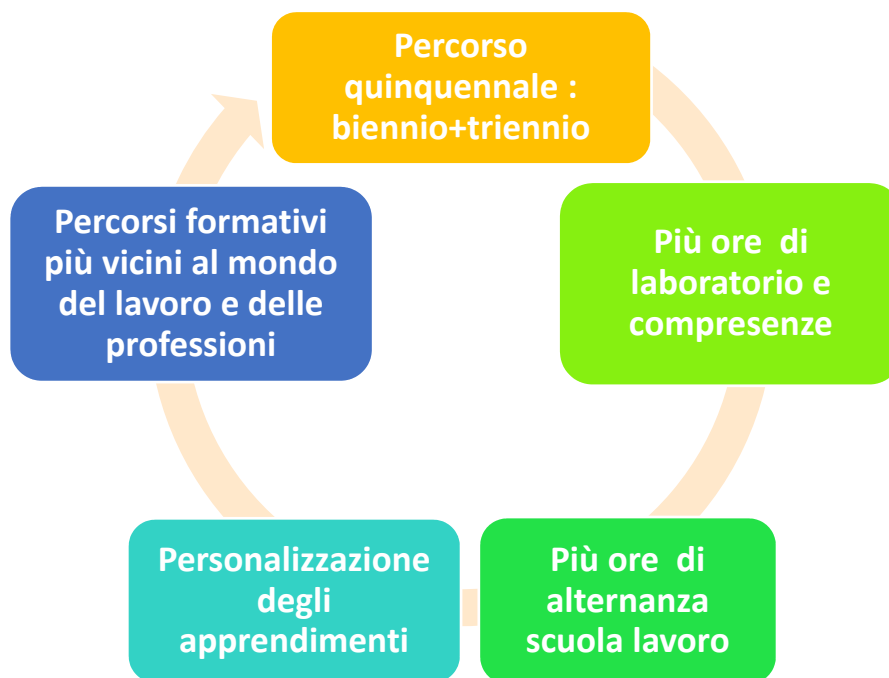 Percorso
quinquennale :
biennio+triennio
Più ore di
laboratorio e
compresenze
Più ore di
alternanza
scuola lavoro
Personalizzazione
degli
apprendimenti
Percorsi formativi
più vicini al mondo
del lavoro e delle
professioni